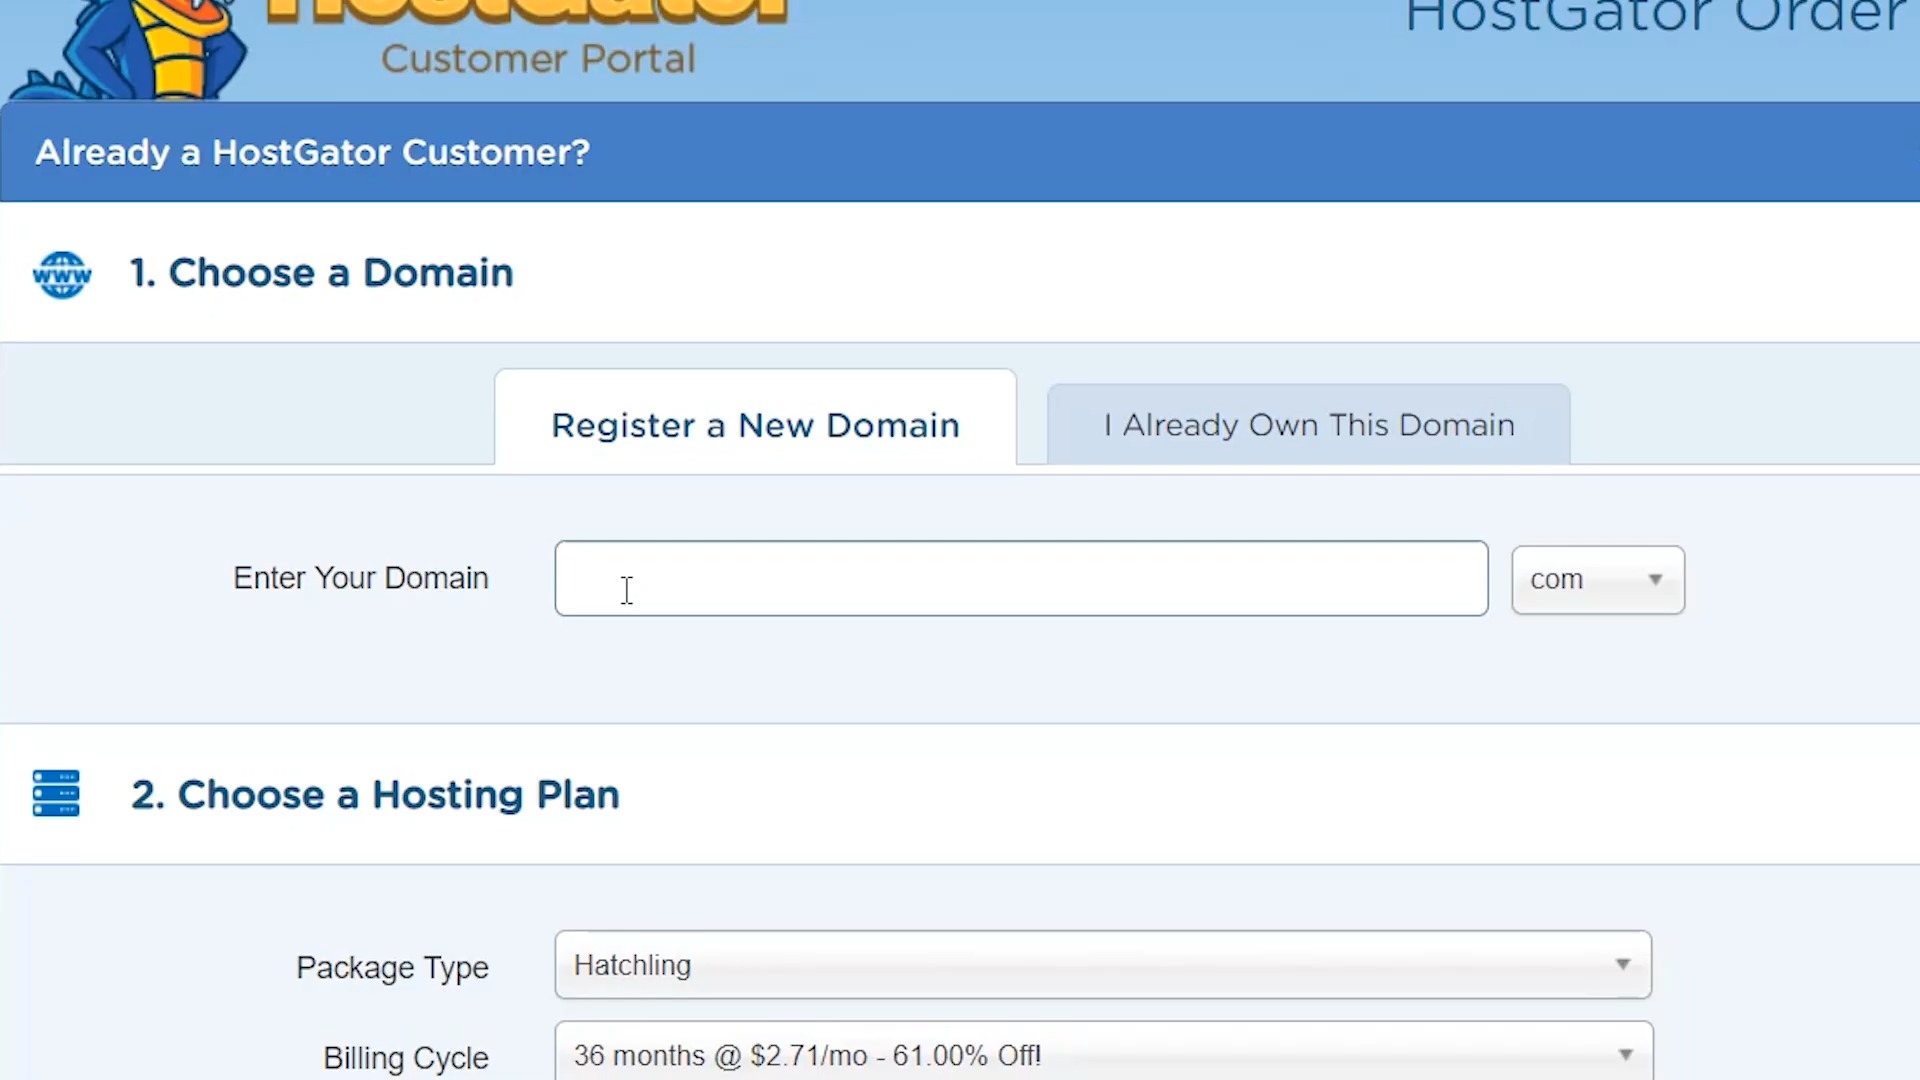 HostGator
HostGator Order
Customer Portal
Already a HostGator Customer?
www
1. Choose a Domain
Register a New Domain
I Already Own This Domain
Enter Your Domain
com
2. Choose a Hosting Plan
Package Type
Hatchling
Billing Cycle
36 months @ $2.71/mo - 61.00% Off!